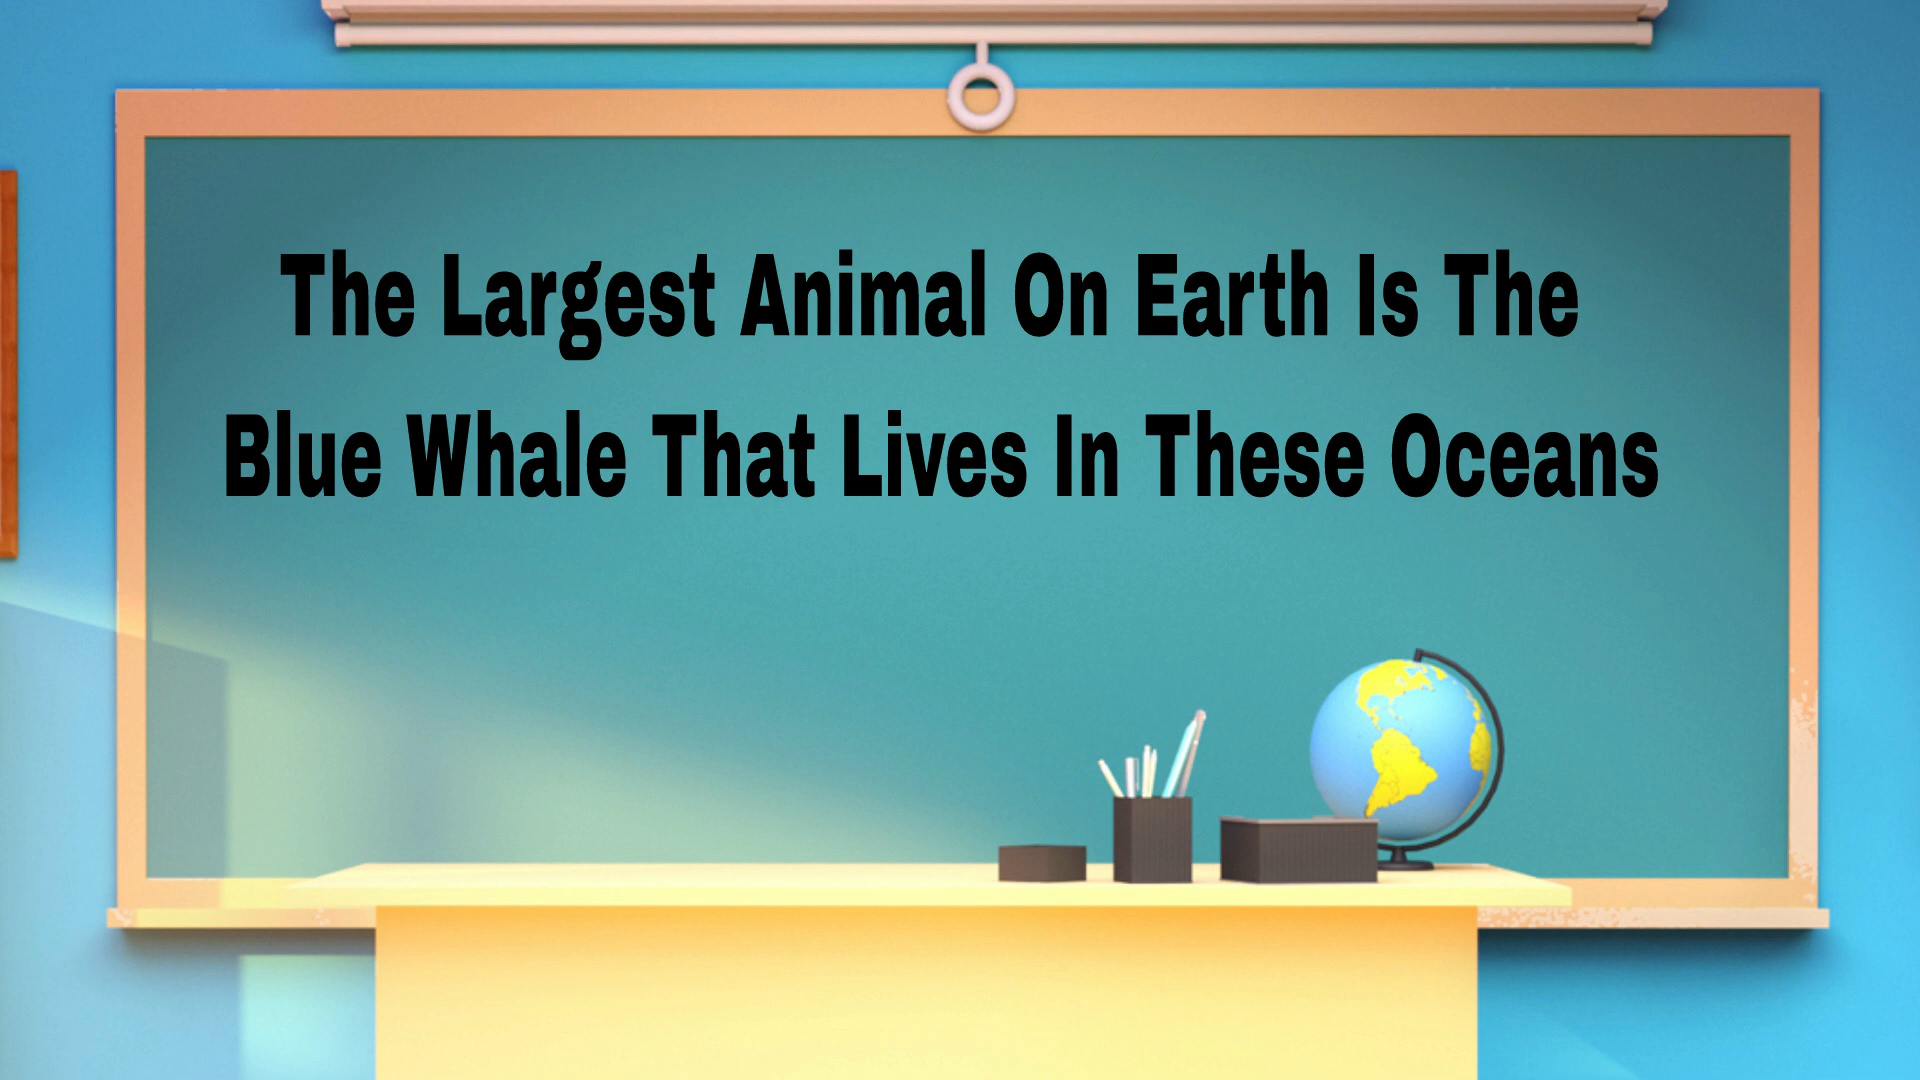 The Largest Animal On Earth Is The
Blue Whale That Lives In These Oceans